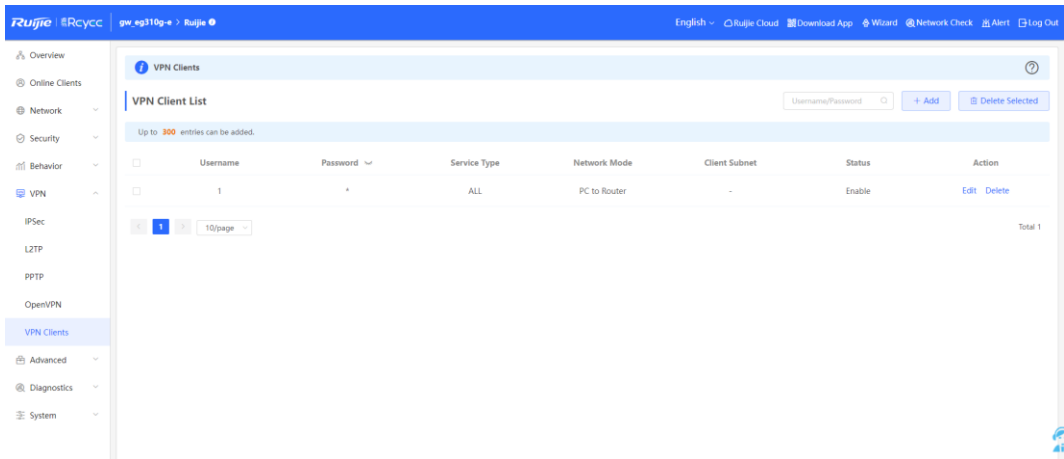 Ruijie | Rcycc gw_eg310g-e > Ruijie English Ruijie Cloud Download App Wizard Network Check Alert Log Out
Overview
Online Clients
Network
Security
Behavior
VPN
IPSec
L2TP
PPTP
OpenVPN
VPN Clients
Advanced
Diagnostics
System
VPN Clients
VPN Client List Username/Password + Add Delete Selected
Up to 300 entries can be added.
Username Password Service Type Network Mode Client Subnet Status Action
1 * ALL PC to Router - Enable Edit Delete
< 1 > 10/page Total 1